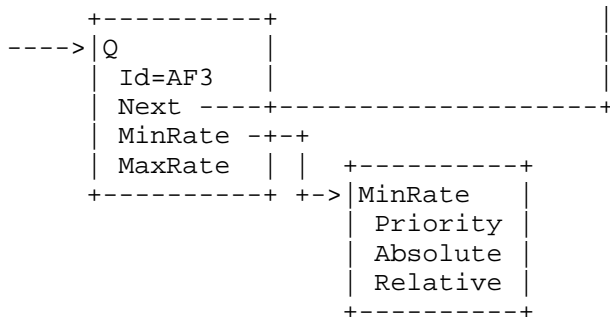 Q
Id=AF3
Next
MinRate
MaxRate
MinRate
Priority
Absolute
Relative